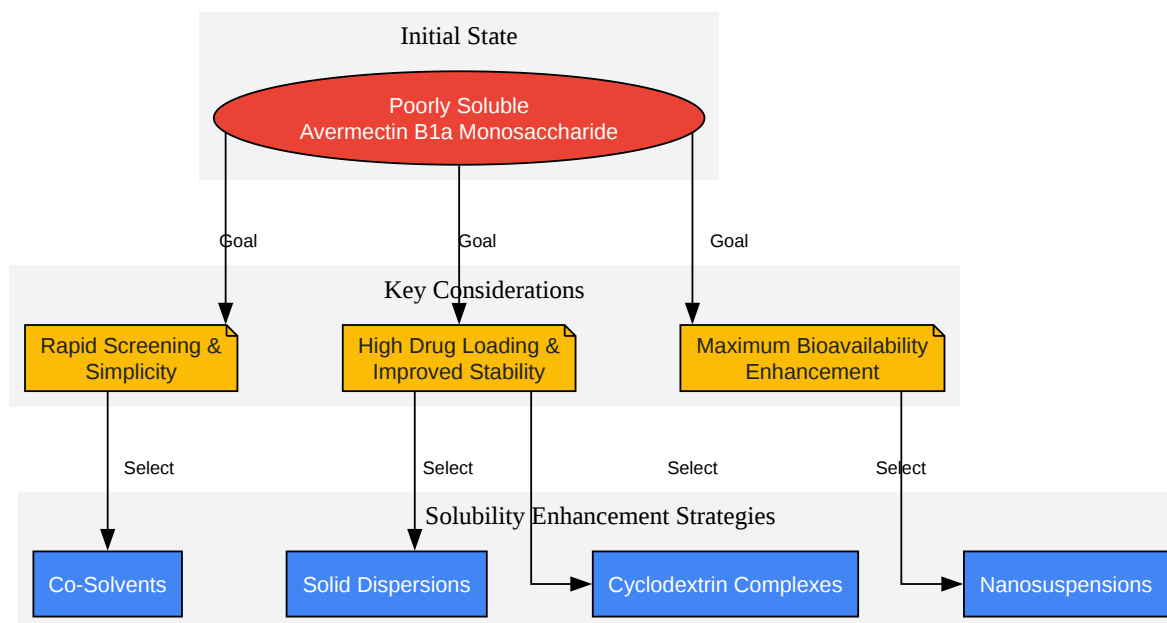 Initial State
Poorly Soluble
Avermectin B1a Monosaccharide
Goal
Goal
Goal
Key Considerations
Rapid Screening &
Simplicity
High Drug Loading &
Improved Stability
Maximum Bioavailability
Enhancement
Select
Select
Select
Select
Solubility Enhancement Strategies
Co-Solvents
Solid Dispersions
Cyclodextrin Complexes
Nanosuspensions